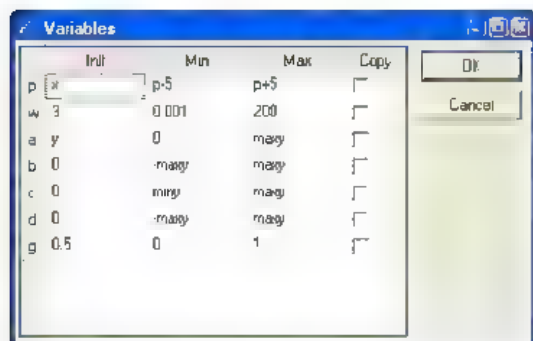 Variables
Init Min Max Copy
p x p-5 p+5
w 3 0.001 200
a y 0 maxy
b 0 -maxy maxy
c 0 miny maxy
d 0 -maxy maxy
g 0.5 0 1
OK
Cancel